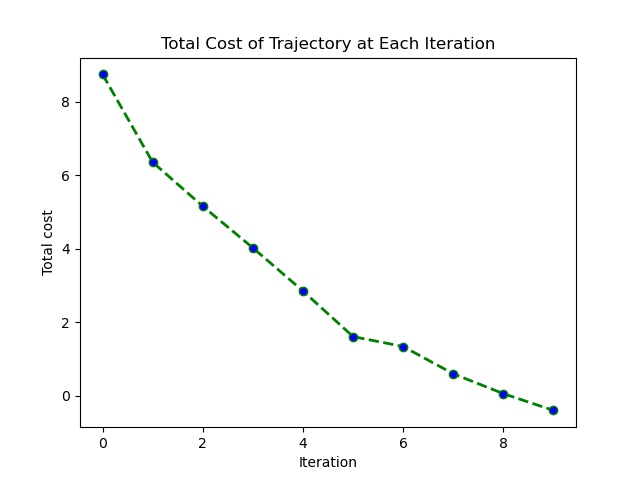 Total Cost of Trajectory at Each Iteration
Total cost
8
6
4
2
0
0 2 4 6 8
Iteration